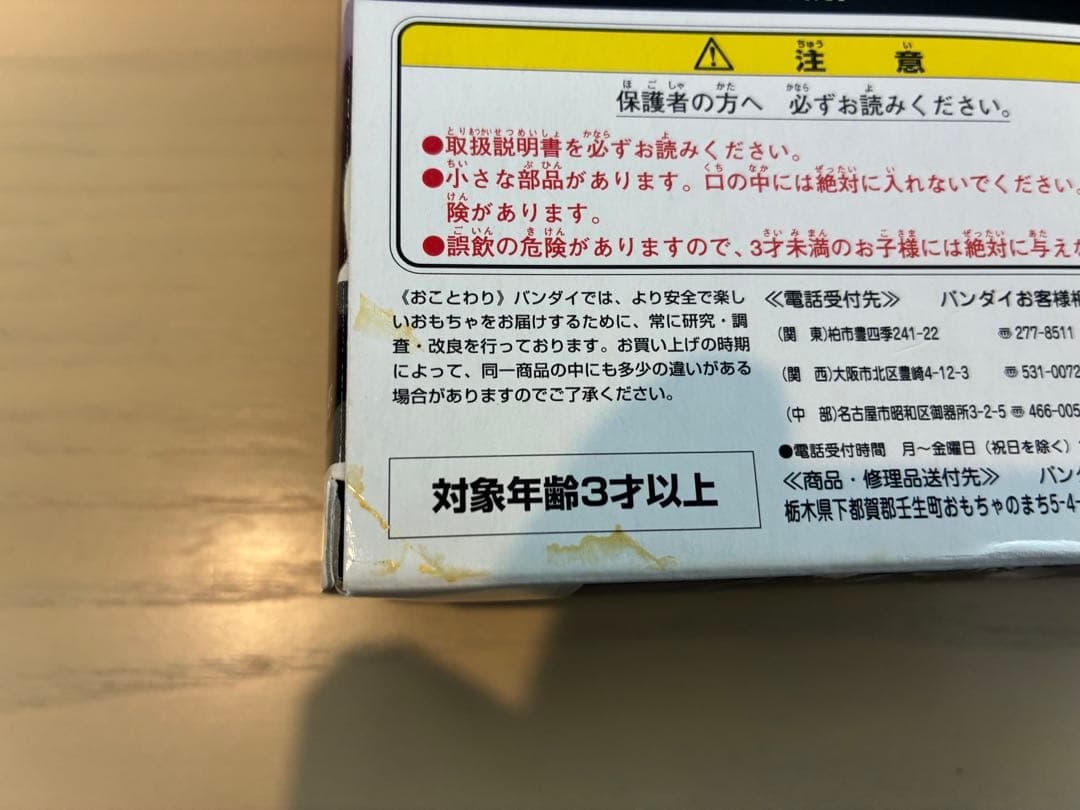 注意
保護者の方へ 必ずお読みください。
●取扱説明書を必ずお読みください。
●小さな部品があります。口の中には絶対に入れないでください。
険があります。
●誤飲の危険がありますので、3才未満のお子様には絶対に与えな
《おことわり》バンダイでは、より安全で楽し
いおもちゃをお届けするために、常に研究・調
査・改良を行っております。お買い上げの時期
によって、同一商品の中にも多少の違いがある
場合がありますのでご了承ください。
対象年齢3才以上
≪電話受付先≫ バンダイお客様相
(関 東)柏市豊四季241-22 〠277-8511
(関 西)大阪市北区豊崎4-12-3 〠531-0072
(中 部)名古屋市昭和区御器所3-2-5 〠466-005
●電話受付時間 月～金曜日(祝日を除く)
≪商品・修理品送付先≫ バンダ
栃木県下都賀郡壬生町おもちゃのまち5-4-